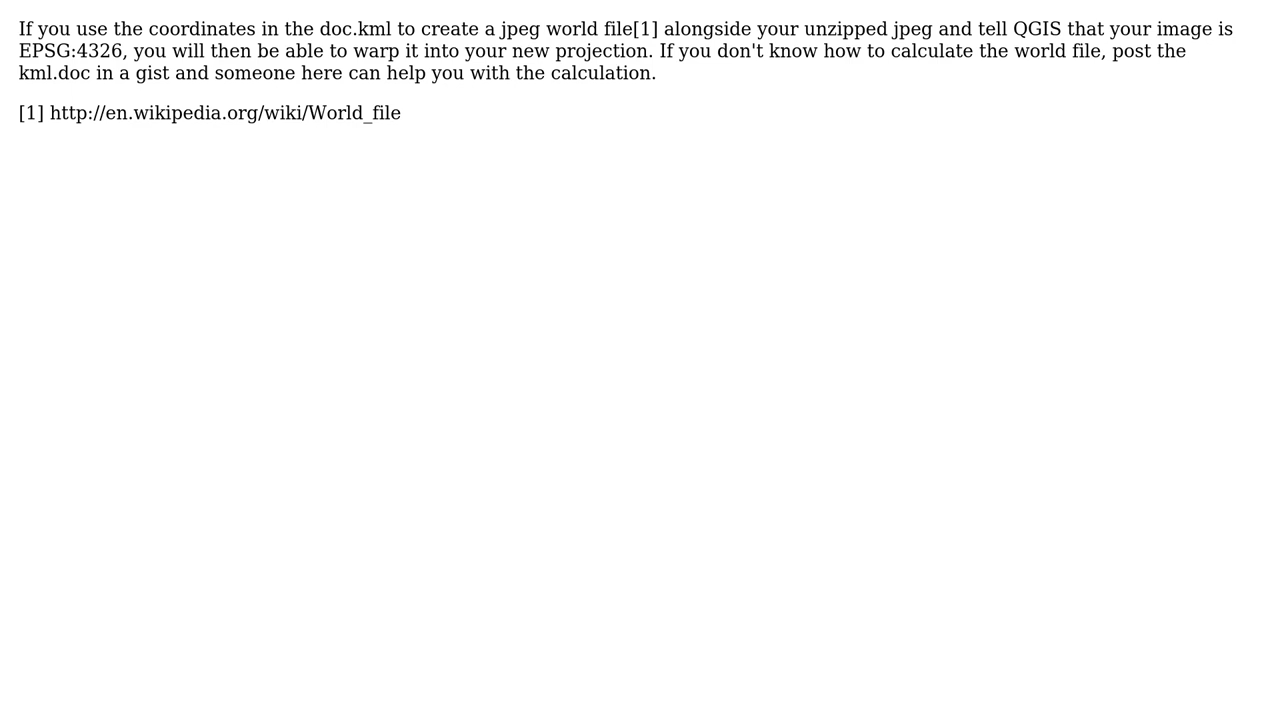 If you use the coordinates in the doc.kml to create a jpeg world file[1] alongside your unzipped jpeg and tell QGIS that your image is
EPSG:4326, you will then be able to warp it into your new projection. If you don't know how to calculate the world file, post the
kml.doc in a gist and someone here can help you with the calculation.
[1] http://en.wikipedia.org/wiki/World_file